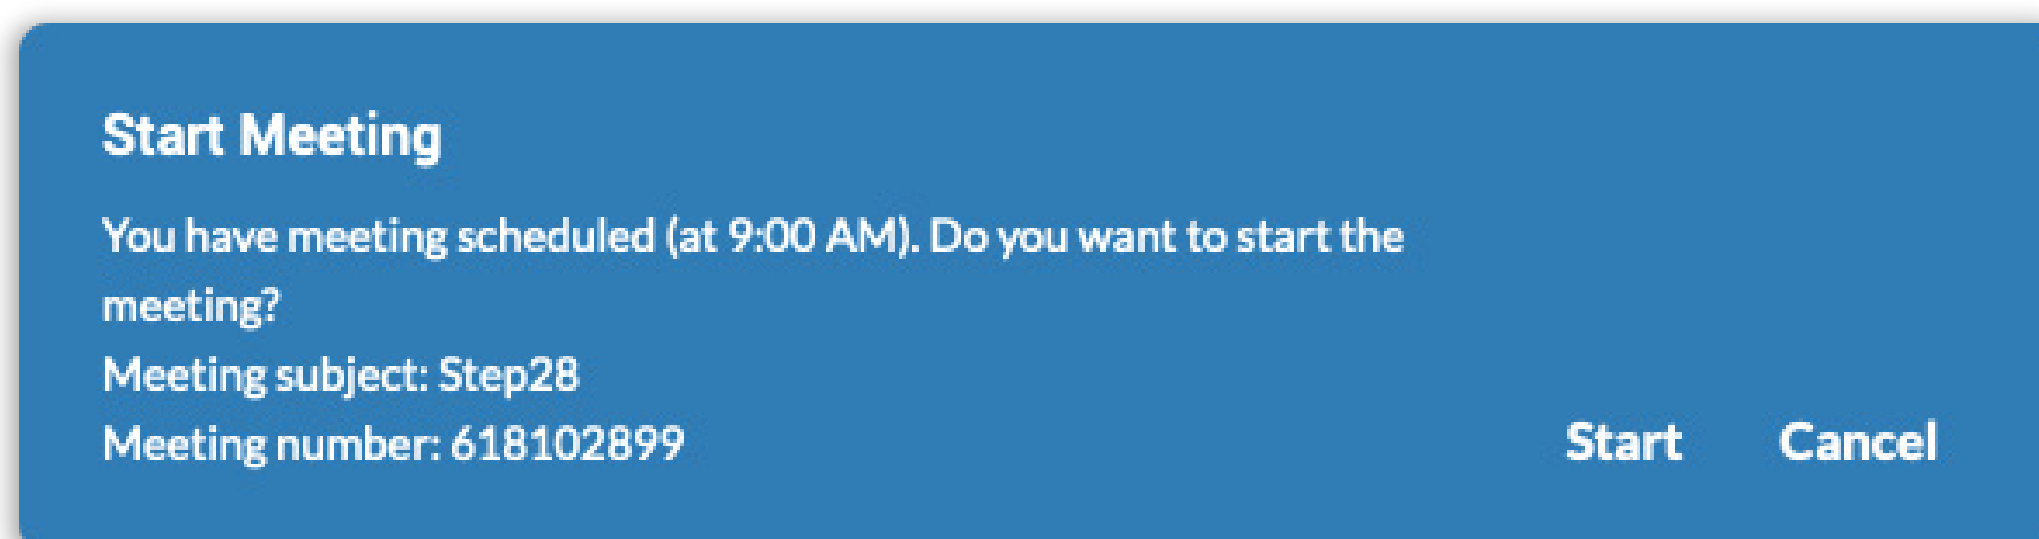 Start Meeting
You have meeting scheduled (at 9:00 AM). Do you want to start the
meeting?
Meeting subject: Step28
Meeting number: 618102899
Start Cancel